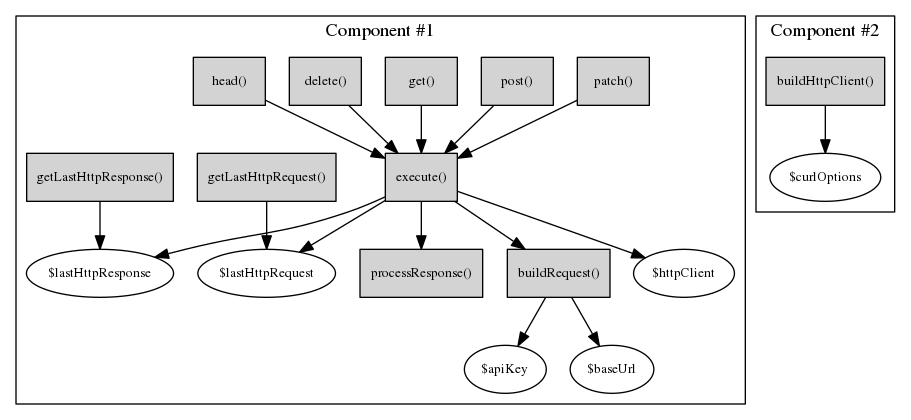 Component #1
Component #2
head()
delete()
get()
post()
patch()
buildHttpClient()
getLastHttpResponse()
getLastHttpRequest()
execute()
$curlOptions
$lastHttpResponse
$lastHttpRequest
processResponse()
buildRequest()
$httpClient
$apiKey
$baseUrl